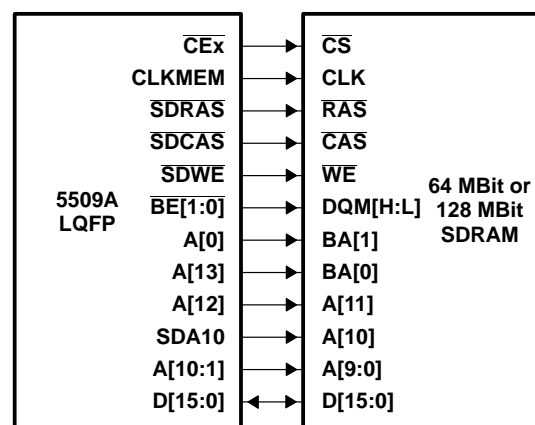 CEx CS
CLKMEM CLK
SDRAS RAS
SDCAS CAS
SDWE WE
5509A
LQFP
BE[1:0] DQM[H:L]
64 MBit or
128 MBit
SDRAM
A[0] BA[1]
A[13] BA[0]
A[12] A[11]
SDA10 A[10]
A[10:1] A[9:0]
D[15:0] D[15:0]